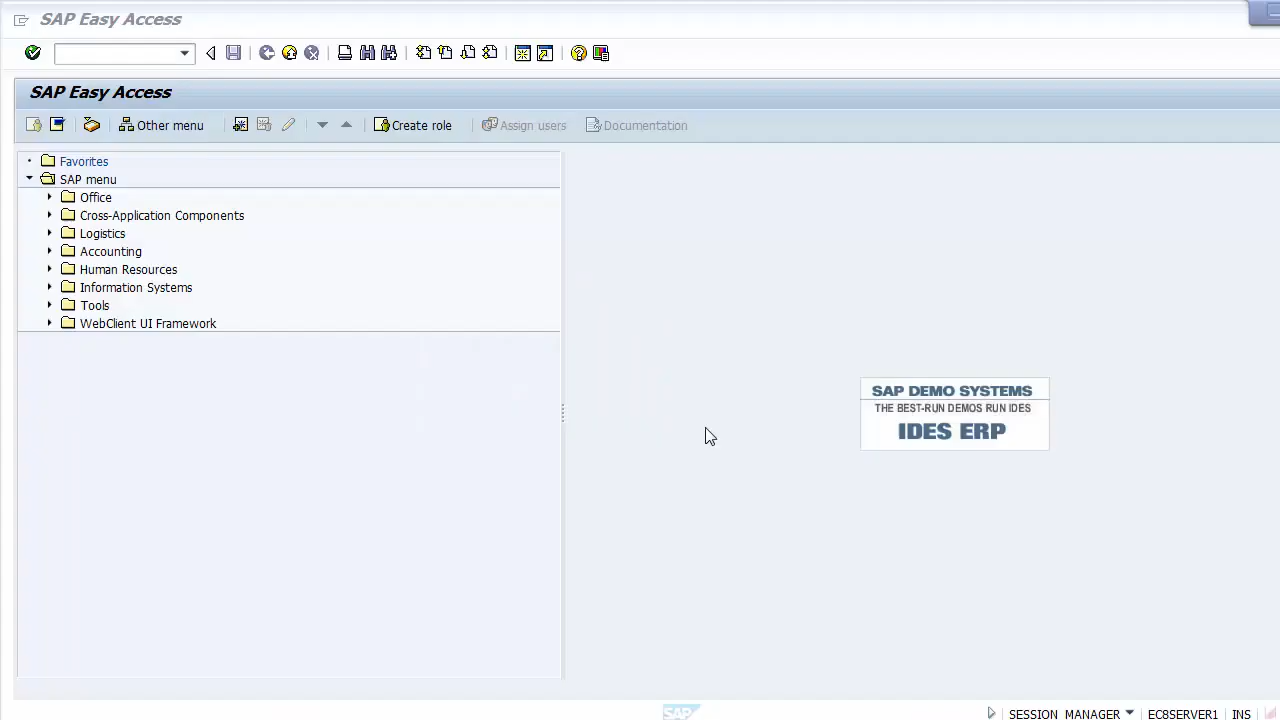 SAP Easy Access
SAP Easy Access
Other menu Create role Assign users Documentation
Favorites
SAP menu
Office
Cross-Application Components
Logistics
Accounting
Human Resources
Information Systems
Tools
WebClient UI Framework
SAP DEMO SYSTEMS
THE BEST-RUN DEMOS RUN IDES
IDES ERP
SAP SESSION_MANAGER EC8SERVER1 INS